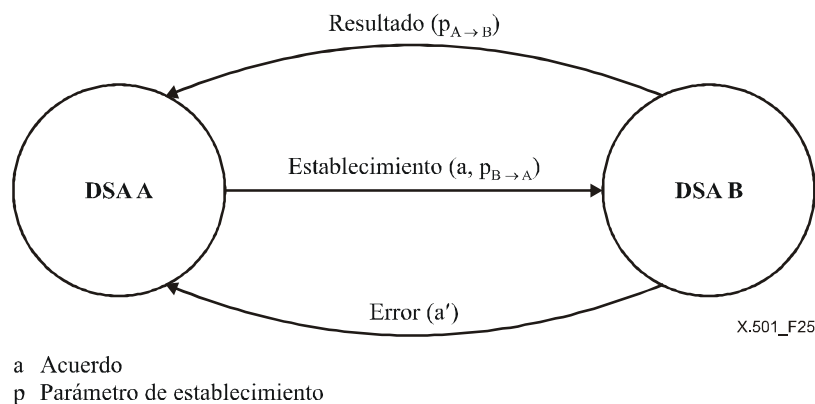 Resultado (pA→B)
DSA A
Establecimiento (a, pB→A)
DSA B
Error (a′)
X.501_F25
a Acuerdo
p Parámetro de establecimiento